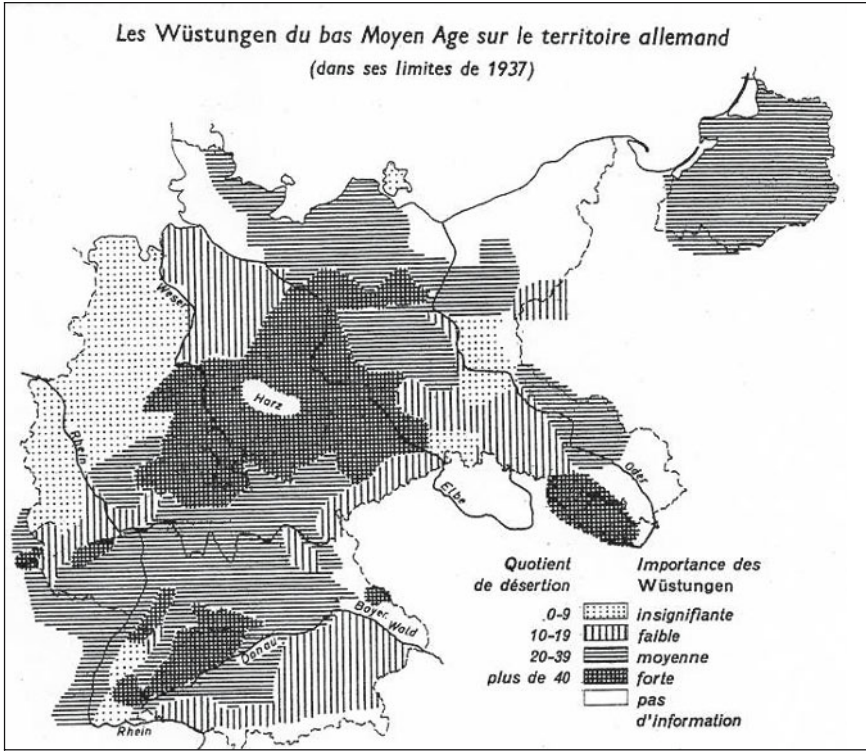 Les Wüstungen du bas Moyen Age sur le territoire allemand
(dans ses limites de 1937)
Weser
Harz
Rhein
Elbe
Oder
Bayer. Wald
Donau
Rhein
Quotient de désertion
Importance des Wüstungen
.0-9 insignifiante
10-19 faible
20-39 moyenne
plus de 40 forte
pas
d'information